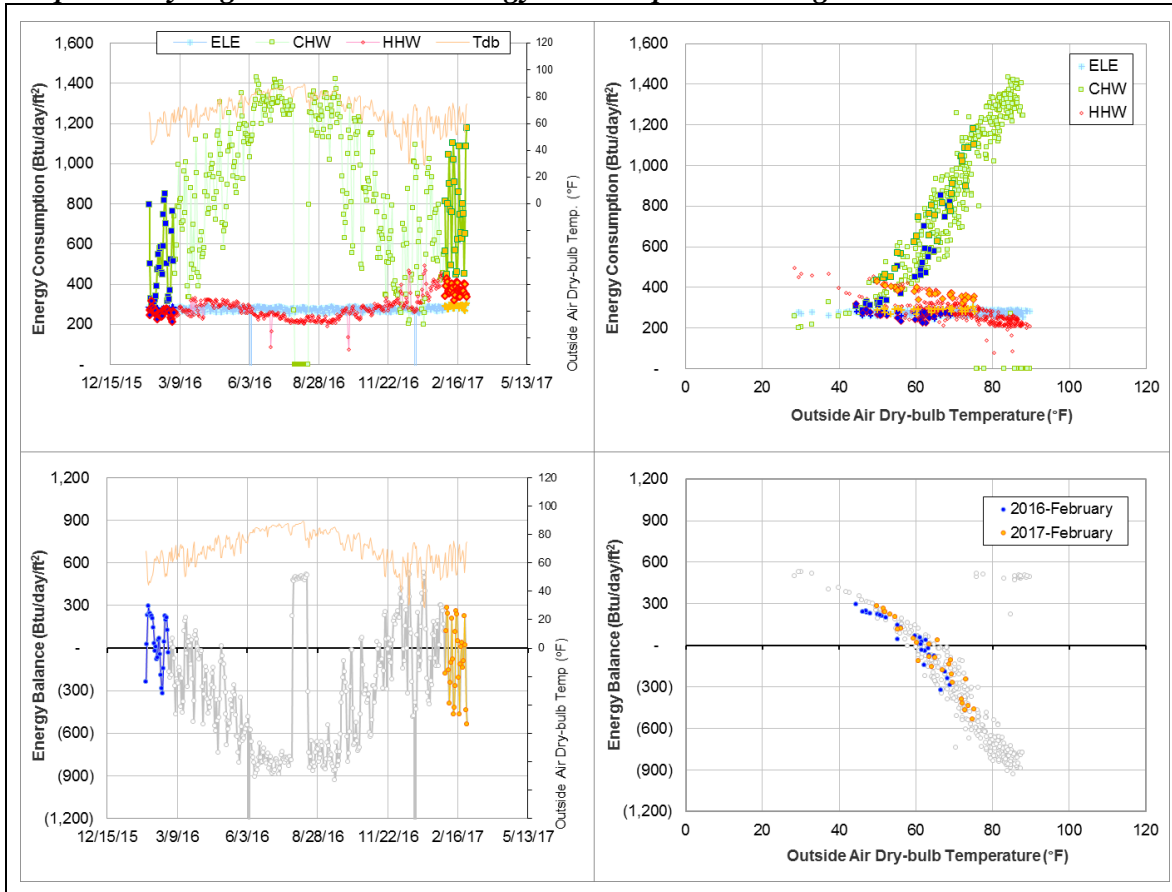 ELE CHW HHW Tdb
1,600
1,400
1,200
1,000
800
600
400
200
-
Energy Consumption (Btu/day/ft²)
120
100
80
60
40
20
0
Outside Air Dry-bulb Temp. (°F)
12/15/15 3/9/16 6/3/16 8/28/16 11/22/16 2/16/17 5/13/17
ELE
CHW
HHW
1,600
1,400
1,200
1,000
800
600
400
200
-
Energy Consumption (Btu/day/ft²)
0 20 40 60 80 100 120
Outside Air Dry-bulb Temperature (°F)
1,200
900
600
300
-
(300)
(600)
(900)
(1,200)
Energy Balance (Btu/day/ft²)
120
100
80
60
40
20
0
Outside Air Dry-bulb Temp (°F)
12/15/15 3/9/16 6/3/16 8/28/16 11/22/16 2/16/17 5/13/17
2016-February
2017-February
1,200
900
600
300
-
(300)
(600)
(900)
(1,200)
Energy Balance (Btu/day/ft²)
0 20 40 60 80 100 120
Outside Air Dry-bulb Temperature (°F)